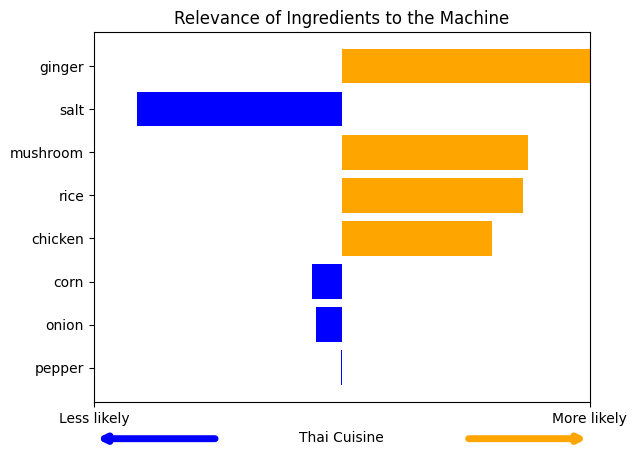 Relevance of Ingredients to the Machine
ginger
salt
mushroom
rice
chicken
corn
onion
pepper
Less likely
More likely
Thai Cuisine